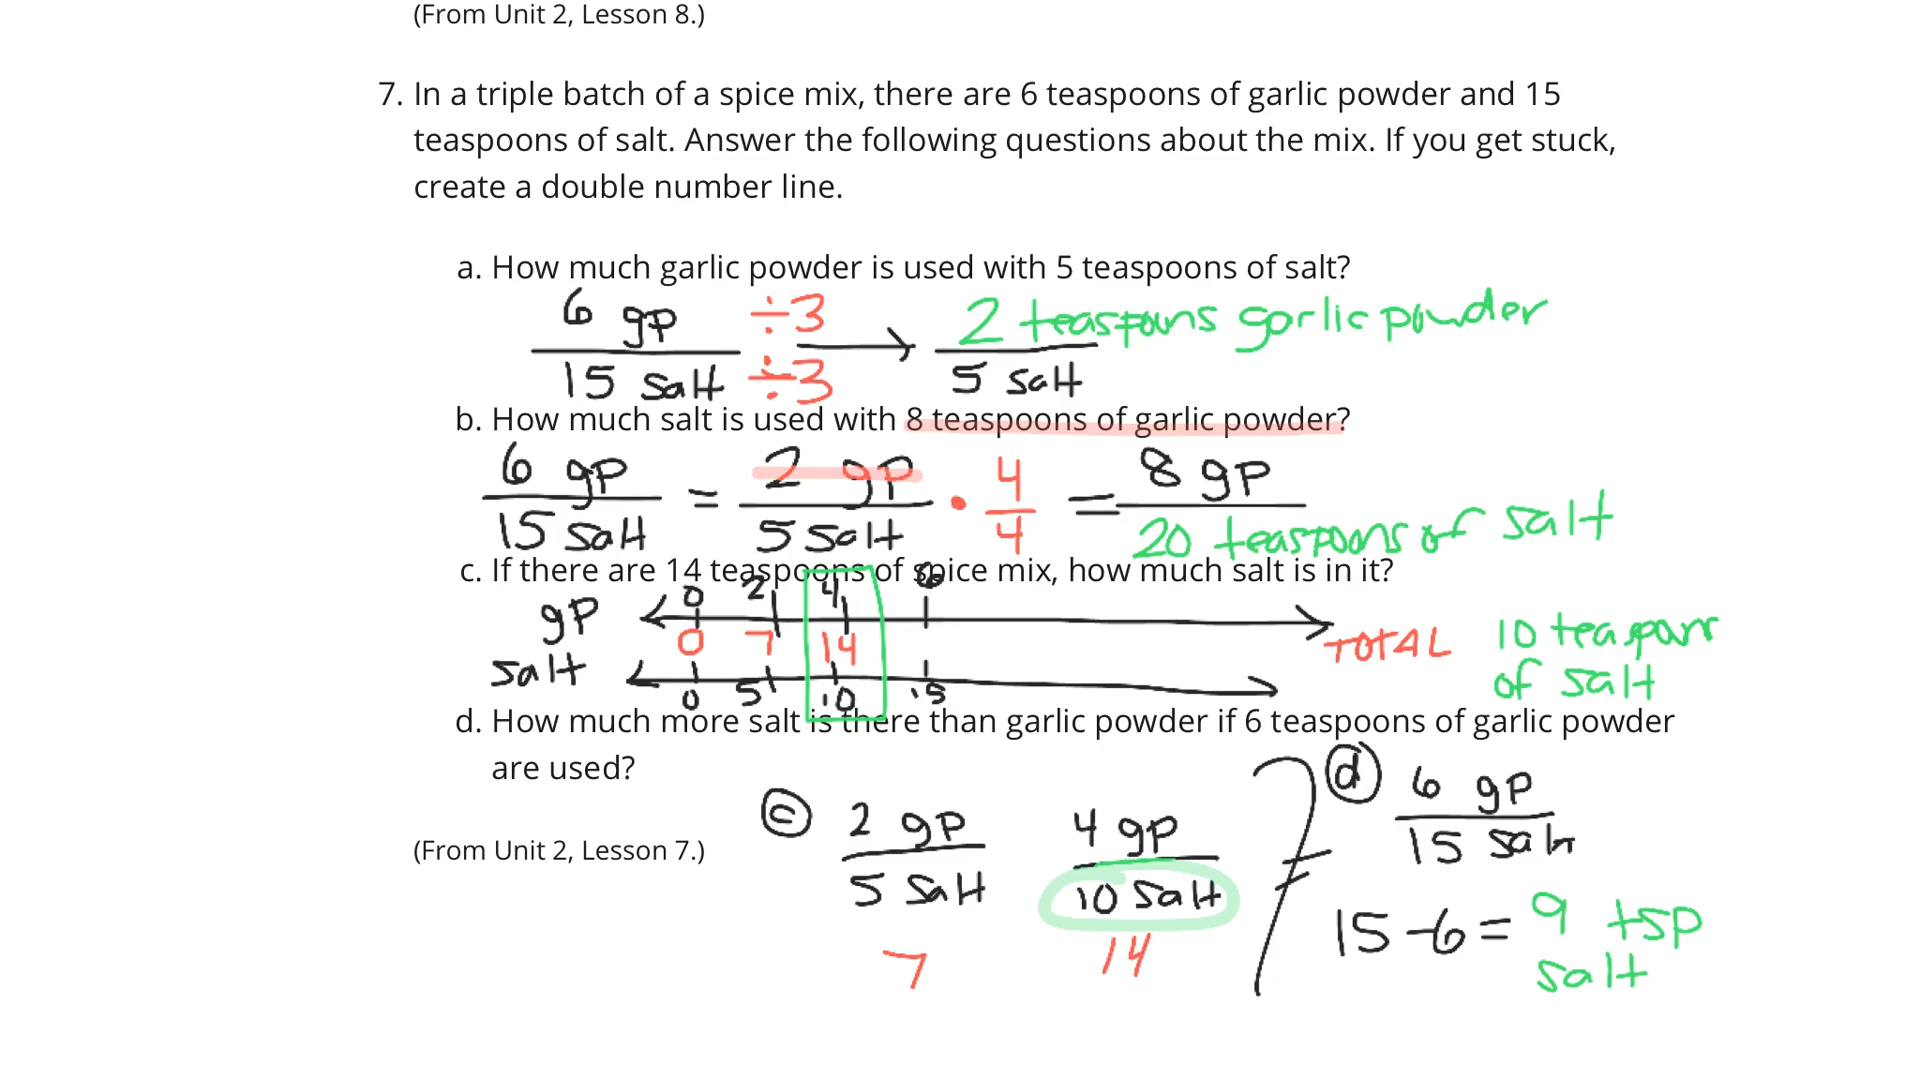 (From Unit 2, Lesson 8.)
7. In a triple batch of a spice mix, there are 6 teaspoons of garlic powder and 15
teaspoons of salt. Answer the following questions about the mix. If you get stuck,
create a double number line.
a. How much garlic powder is used with 5 teaspoons of salt?
6 gp ÷3 2 teaspoons garlic powder
15 salt ÷3 5 salt
b. How much salt is used with 8 teaspoons of garlic powder?
6 gp = 2 gp • 4 = 8 gp
15 salt 5 salt 4 20 teaspoons of salt
c. If there are 14 teaspoons of spice mix, how much salt is in it?
gp 0 2 4 6
0 7 14 TOTAL 10 teaspoons
salt 0 5 10 15 of salt
d. How much more salt is there than garlic powder if 6 teaspoons of garlic powder
are used?
c 2 gp 4 gp d 6 gp
5 salt 10 salt 15 salt
(From Unit 2, Lesson 7.)
7 14 15-6= 9 tsp
salt